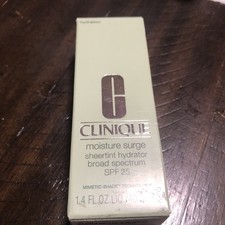 C
CLINIQUE
moisture surge
sheertint hydrator
broad spectrum
SPF 25
1.4 FL.OZ